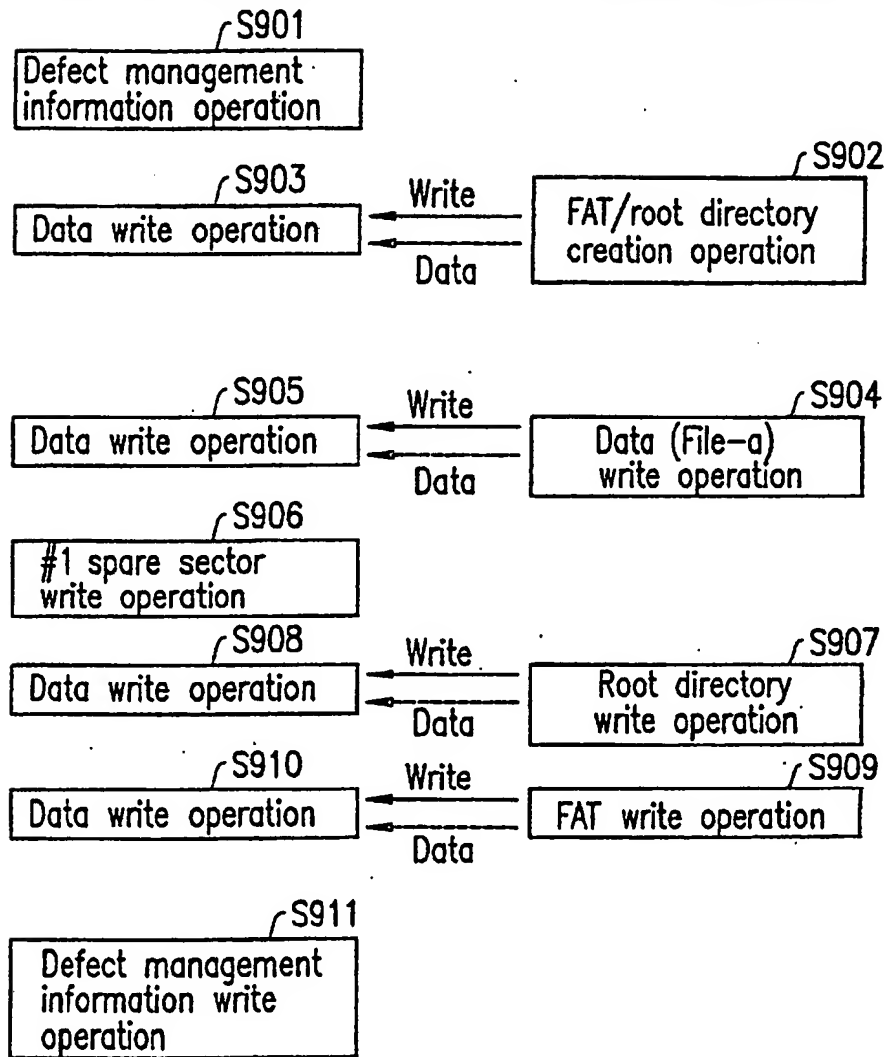 S901
Defect management
information operation
S902
S903
Write
FAT/root directory
creation operation
Data write operation
Data
S905
S904
Write
Data write operation
Data (File-a)
write operation
Data
S906
#1 spare sector
write operation
S908
S907
Write
Data write operation
Root directory
write operation
Data
S910
S909
Write
Data write operation
FAT write operation
Data
S911
Defect management
information write
operation